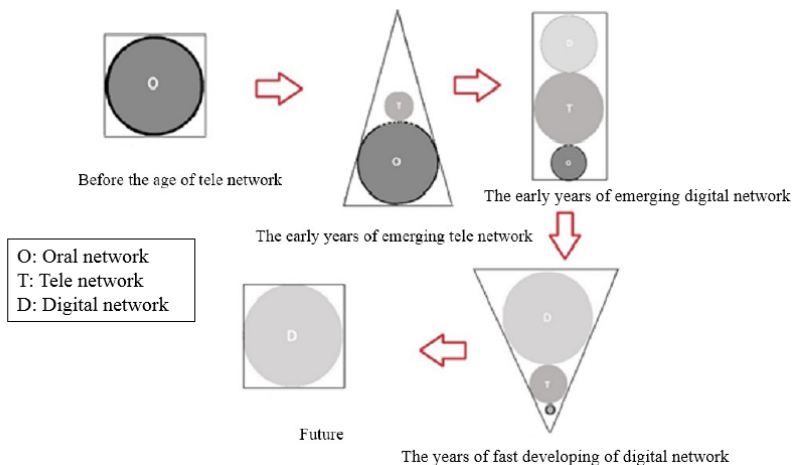 O
Before the age of tele network
T
O
The early years of emerging tele network
D
T
O
The early years of emerging digital network
O: Oral network
T: Tele network
D: Digital network
D
T
O
The years of fast developing of digital network
D
Future